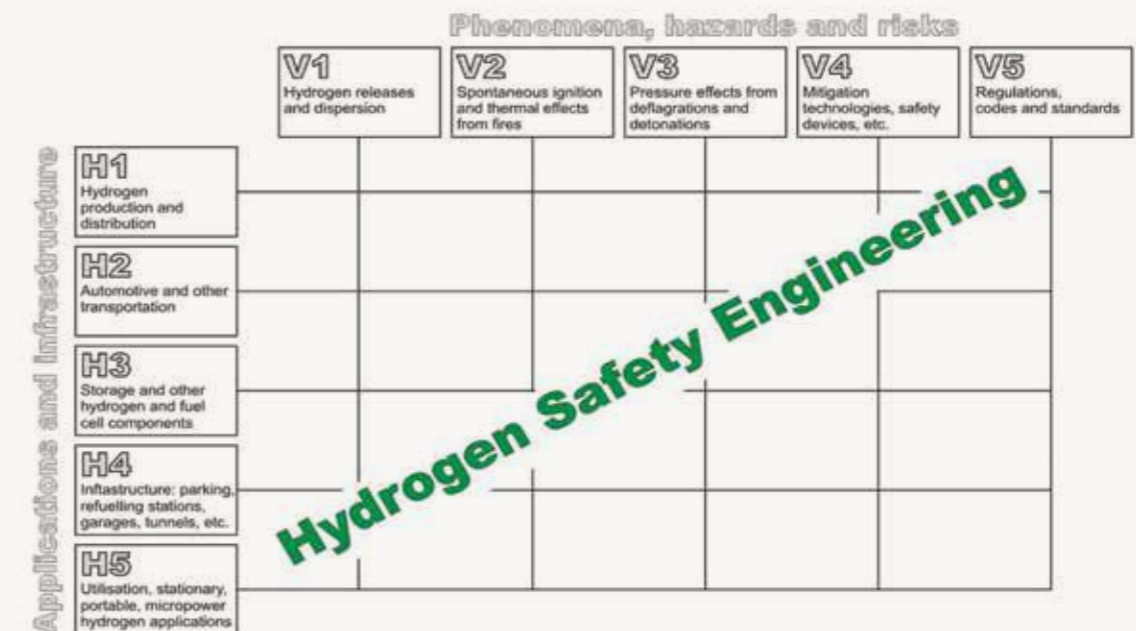 Phenomena, hazards and risks
V1
Hydrogen releases
and dispersion
V2
Spontaneous ignition
and thermal effects
from fires
V3
Pressure effects from
deflagrations and
detonations
V4
Mitigation
technologies, safety
devices, etc.
V5
Regulations,
codes and standards
Applications and infrastructure
H1
Hydrogen
production and
distribution
H2
Automotive and other
transportation
H3
Storage and other
hydrogen and fuel
cell components
H4
Inftastructure: parking,
refuelling stations,
garages, tunnels, etc.
H5
Utilisation, stationary,
portable, micropower
hydrogen applications
Hydrogen Safety Engineering